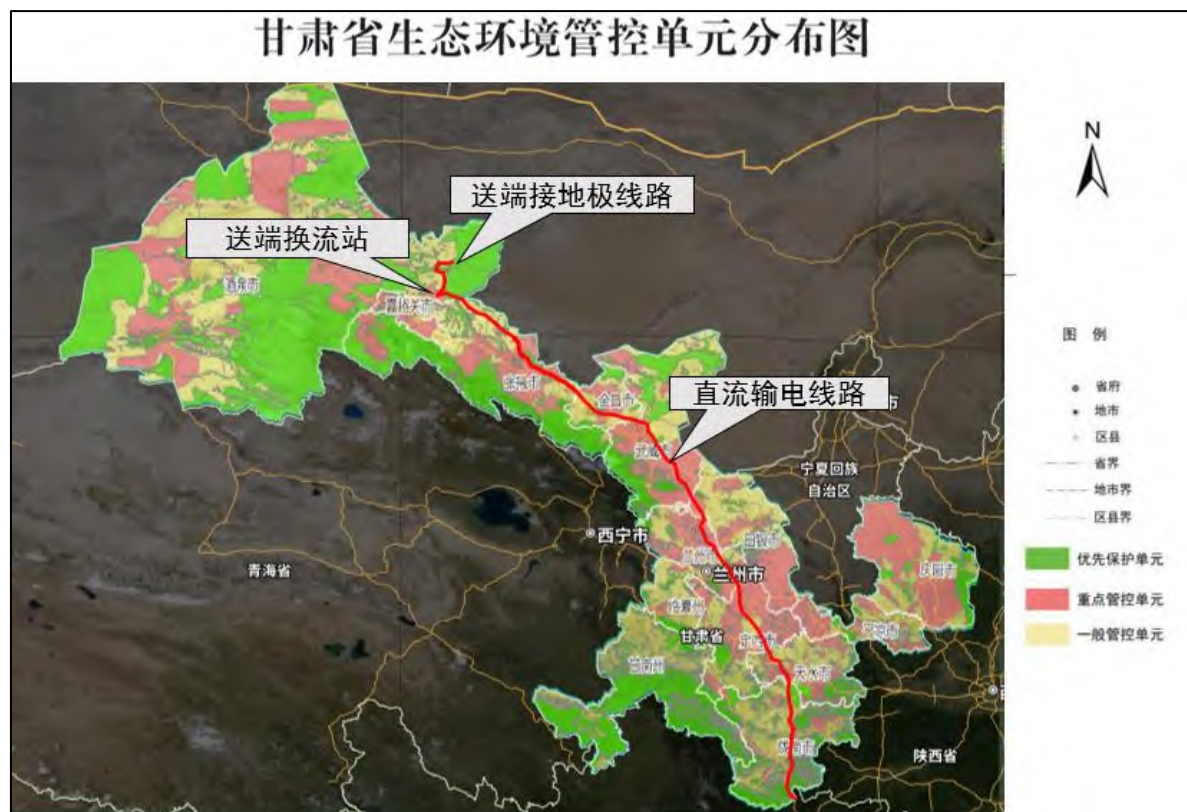 甘肃省生态环境管控单元分布图
N
送端接地极线路
送端换流站
酒泉市
嘉峪关市
张掖市
金昌市
直流输电线路
武威市
宁夏回族
自治区
西宁市
白银市
兰州市
青海省
临夏州
甘肃省
定西市
庆阳市
平凉市
天水市
甘南州
陇南市
陕西省
图 例
省府
地市
区县
省界
地市界
区县界
优先保护单元
重点管控单元
一般管控单元